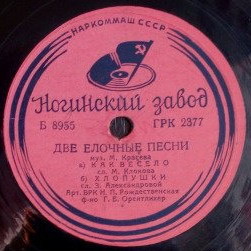 НАРКОММАШ СССР
Ногинский завод
Б 8955 ГРК 2377
ДВЕ ЕЛОЧНЫЕ ПЕСНИ
муз. М. Красева
а) КАК ВЕСЕЛО
сл. М. Клокова
б) ХЛОПУШКИ
сл. З. Александровой
Арт. ВРК Н. П. Рождественская
ф-но Г. Б. Орентлихер